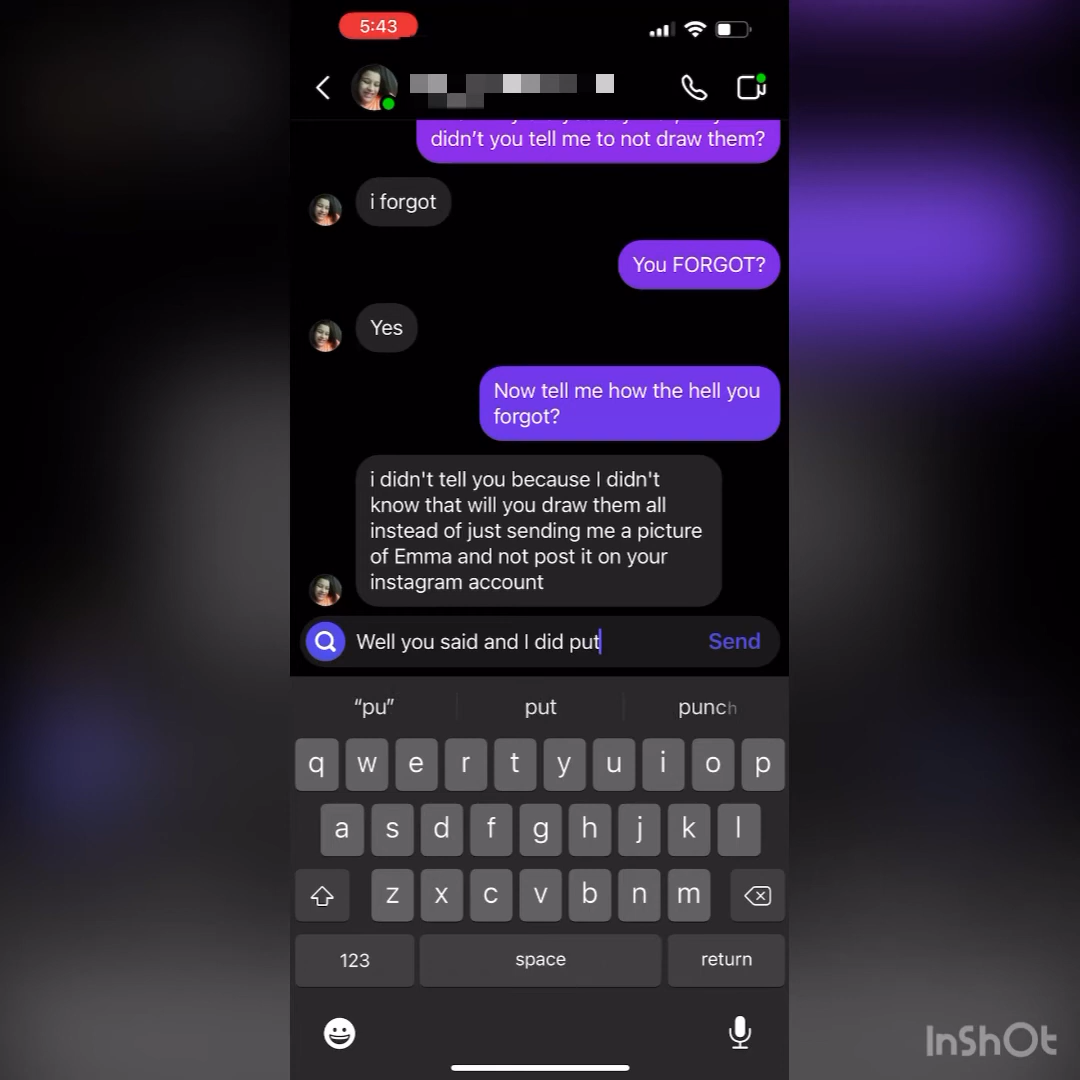 5:43
didn't you tell me to not draw them?
i forgot
You FORGOT?
Yes
Now tell me how the hell you
forgot?
i didn't tell you because I didn't
know that will you draw them all
instead of just sending me a picture
of Emma and not post it on your
instagram account
Well you said and I did put
Send
“pu” put punch
q w e r t y u i o p
a s d f g h j k l
z x c v b n m
123 space return
InShOt